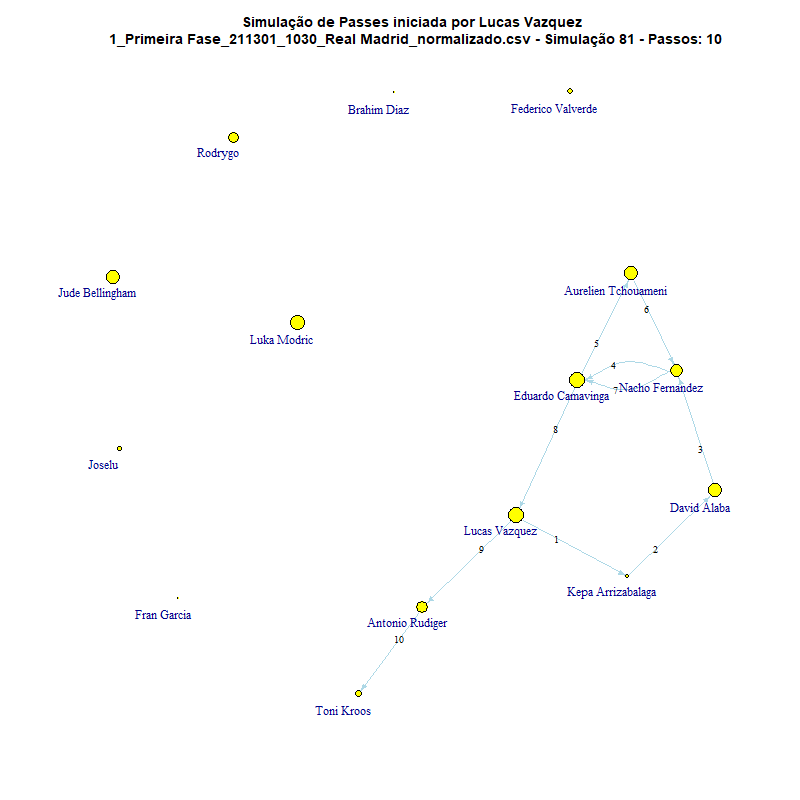 Simulação de Passes iniciada por Lucas Vazquez
1_Primeira Fase_211301_1030_Real Madrid_normalizado.csv - Simulação 81 - Passos: 10
Brahim Diaz
Federico Valverde
Rodrygo
Jude Bellingham
Aurelien Tchouameni
6
Luka Modric
5
4
7
Nacho Fernandez
Eduardo Camavinga
8
3
Joselu
David Alaba
Lucas Vazquez
1
9
2
Kepa Arrizabalaga
Fran Garcia
Antonio Rudiger
10
Toni Kroos